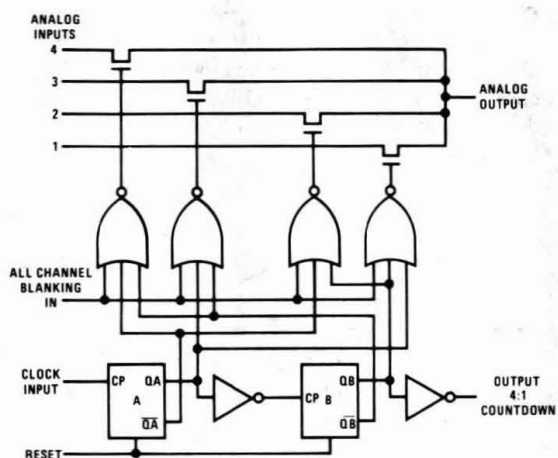 ANALOG
INPUTS
4
3
2
1
ANALOG
OUTPUT
ALL CHANNEL
BLANKING
IN
CLOCK
INPUT
CP
QA
A
QA
CP
B
QB
QB
OUTPUT
4:1
COUNTDOWN
RESET